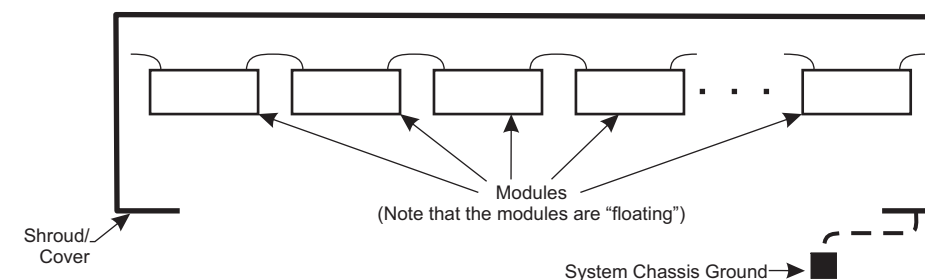 Modules
(Note that the modules are “floating”)
Shroud/
Cover
System Chassis Ground